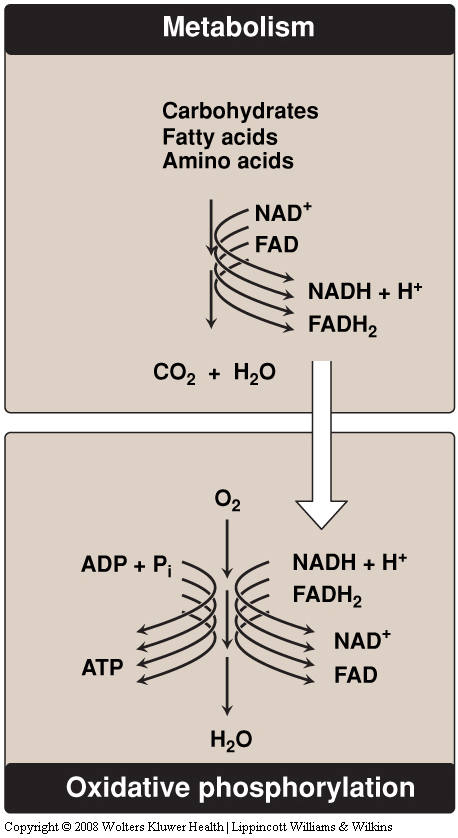 Metabolism
Carbohydrates
Fatty acids
Amino acids
NAD⁺
FAD
NADH + H⁺
FADH₂
CO₂ + H₂O
O₂
ADP + Pᵢ
NADH + H⁺
FADH₂
NAD⁺
ATP
FAD
H₂O
Oxidative phosphorylation
Copyright © 2008 Wolters Kluwer Health | Lippincott Williams & Wilkins